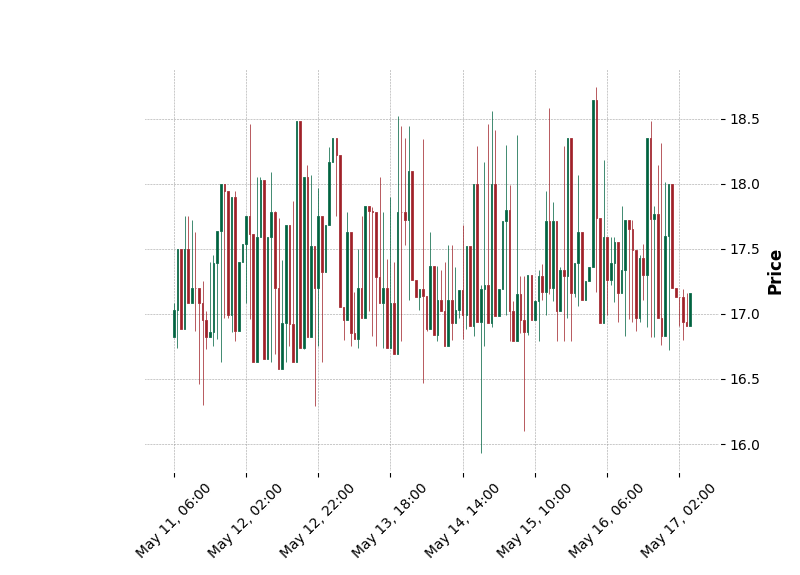 18.5
18.0
17.5
17.0
16.5
16.0
Price
May 11, 06:00
May 12, 02:00
May 12, 22:00
May 13, 18:00
May 14, 14:00
May 15, 10:00
May 16, 06:00
May 17, 02:00